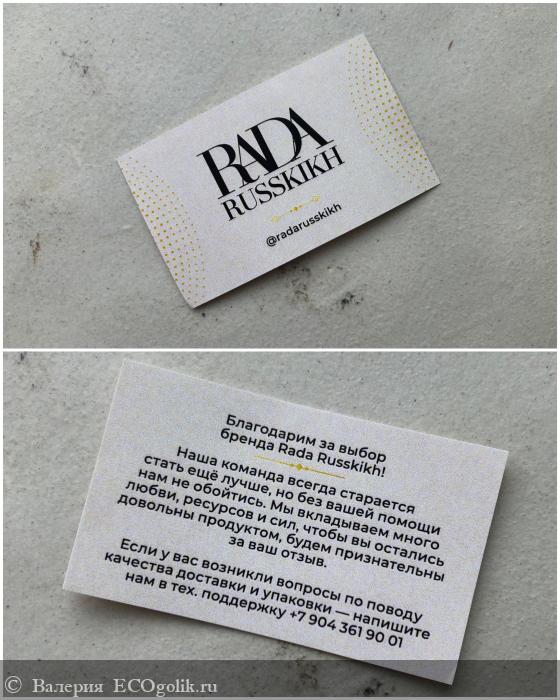 RADA
RUSSKIKH
@radarusskikh
Благодарим за выбор
бренда Rada Russkikh!
Наша команда всегда старается
стать ещё лучше, но без вашей помощи
нам не обойтись. Мы вкладываем много
любви, ресурсов и сил, чтобы вы остались
довольны продуктом, будем признательны
за ваш отзыв.
Если у вас возникли вопросы по поводу
качества доставки и упаковки — напишите
нам в тех. поддержку +7 904 361 90 01
© Валерия ECOgolik.ru